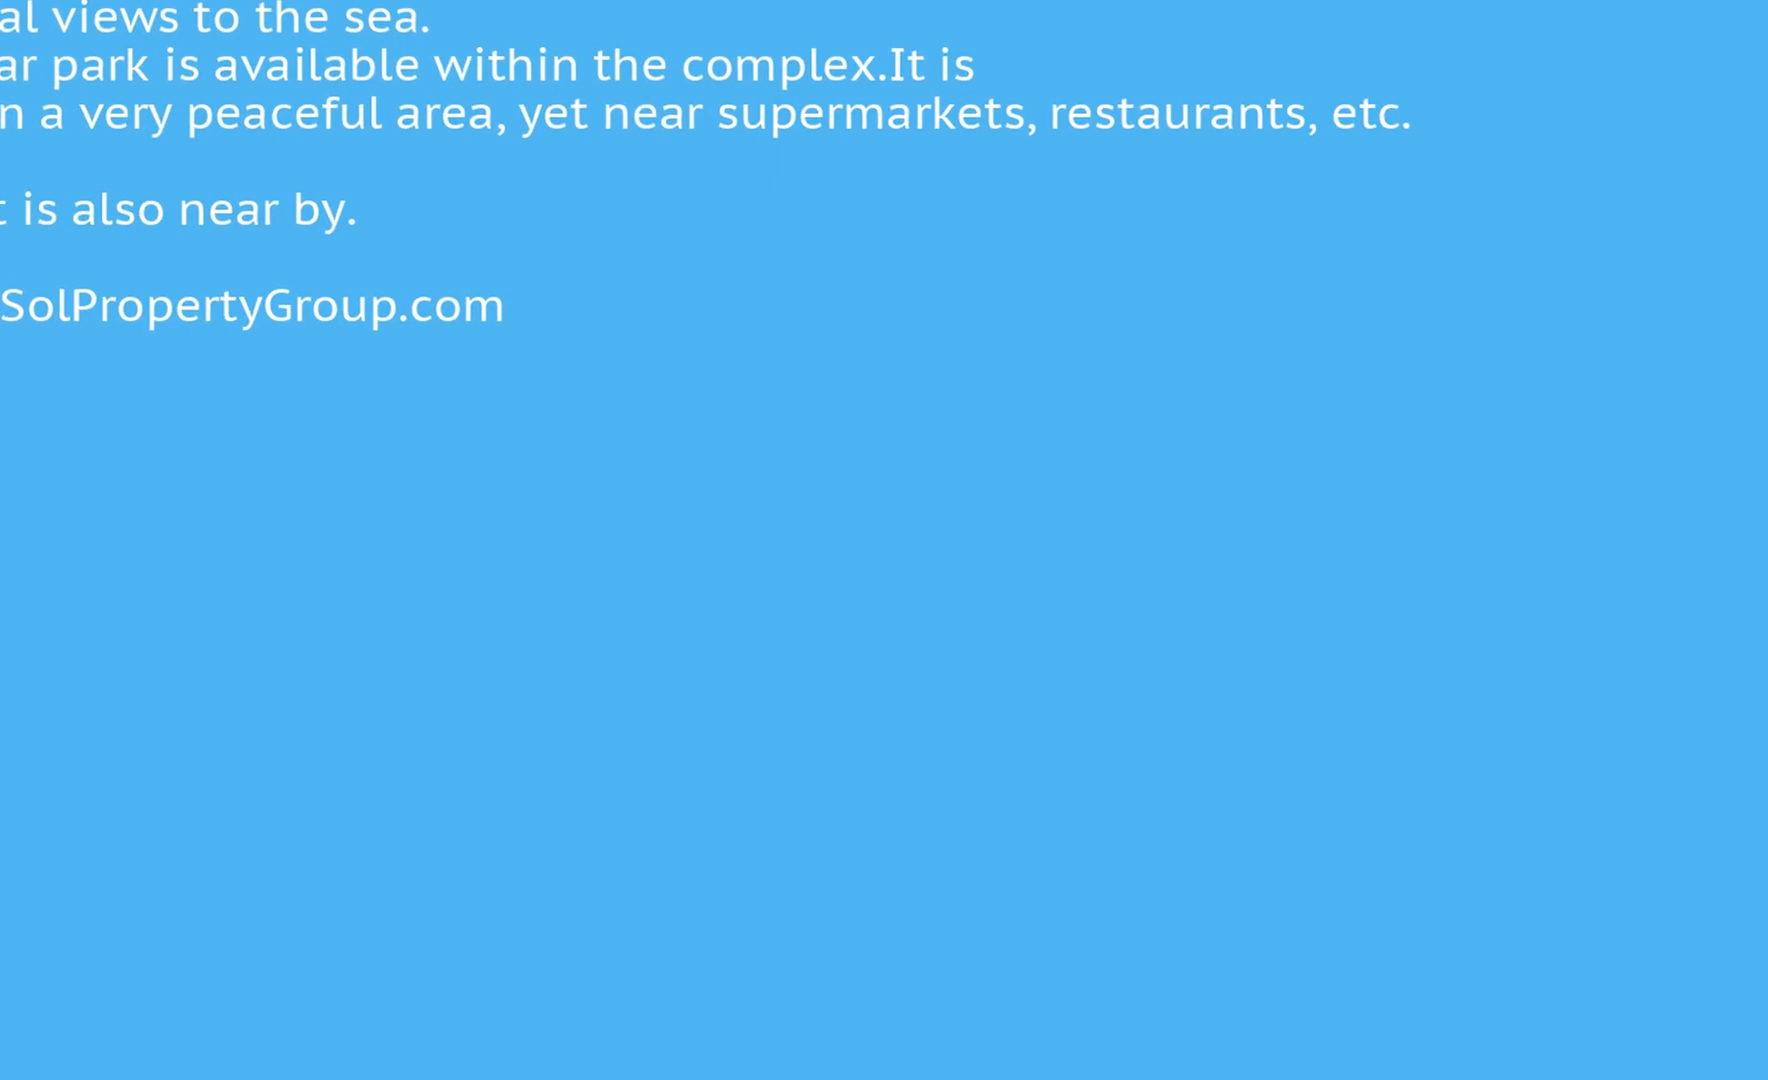 al views to the sea.
ar park is available within the complex.It is
n a very peaceful area, yet near supermarkets, restaurants, etc.
t is also near by.
SolPropertyGroup.com